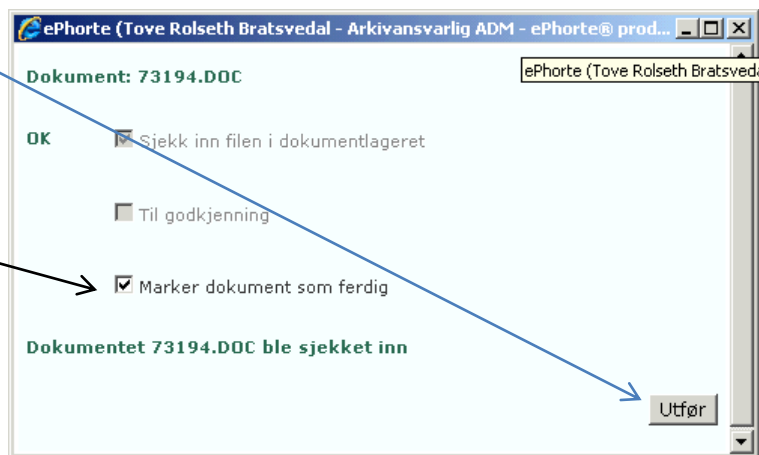 ePhorte (Tove Rolseth Bratsvedal - Arkivansvarlig ADM - ePhorte® prod...
Dokument: 73194.DOC
ePhorte (Tove Rolseth Bratsveda
OK Sjekk inn filen i dokumentlageret
Til godkjenning
Marker dokument som ferdig
Dokumentet 73194.DOC ble sjekket inn
Utfør